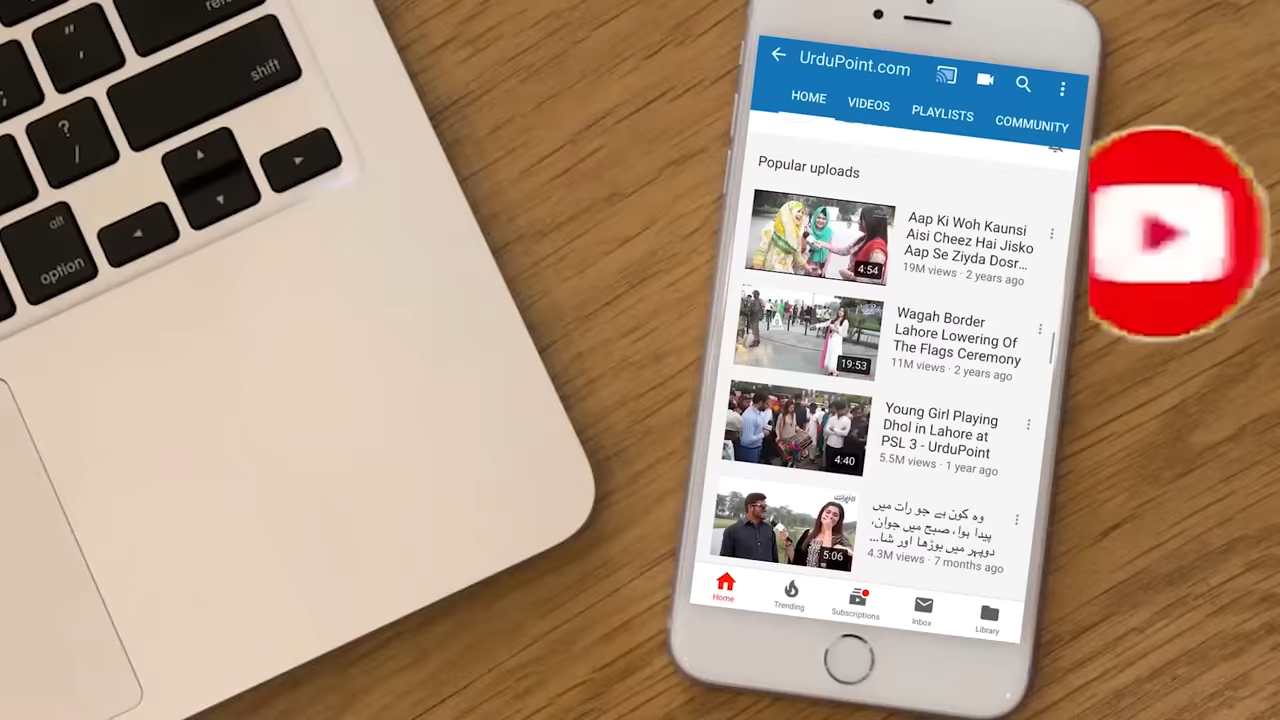 shift
alt
option
UrduPoint.com
HOME VIDEOS PLAYLISTS COMMUNITY
Popular uploads
Aap Ki Woh Kaunsi
Aisi Cheez Hai Jisko
Aap Se Ziyda Dosr...
19M views · 2 years ago
4:54
Wagah Border
Lahore Lowering Of
The Flags Ceremony
11M views · 2 years ago
19:53
Young Girl Playing
Dhol in Lahore at
PSL 3 - UrduPoint
5.5M views · 1 year ago
4:40
وہ کون ہے جو رات میں
پیدا ہوا، صبح میں جوان،
دوپہر میں بوڑھا اور شا...
4.3M views · 7 months ago
5:06
Home Trending Subscriptions Inbox Library